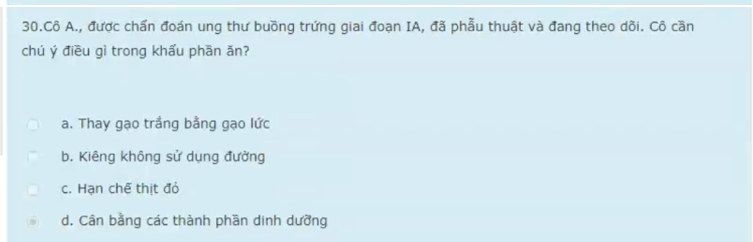 30.Cô A., được chẩn đoán ung thư buồng trứng giai đoạn IA, đã phẫu thuật và đang theo dõi. Cô cần
chú ý điều gì trong khẩu phần ăn?
a. Thay gạo trắng bằng gạo lức
b. Kiêng không sử dụng đường
c. Hạn chế thịt đỏ
d. Cân bằng các thành phần dinh dưỡng